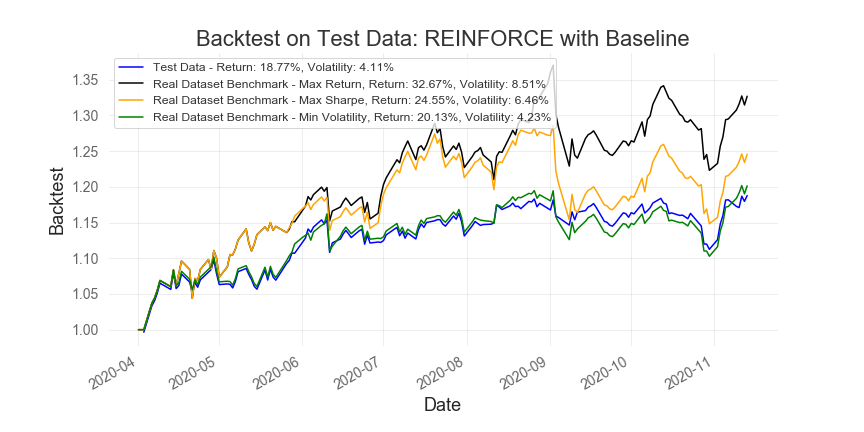 Backtest on Test Data: REINFORCE with Baseline
Test Data - Return: 18.77%, Volatility: 4.11%
Real Dataset Benchmark - Max Return, Return: 32.67%, Volatility: 8.51%
Real Dataset Benchmark - Max Sharpe, Return: 24.55%, Volatility: 6.46%
Real Dataset Benchmark - Min Volatility, Return: 20.13%, Volatility: 4.23%
Backtest
1.35
1.30
1.25
1.20
1.15
1.10
1.05
1.00
2020-04
2020-05
2020-06
2020-07
2020-08
2020-09
2020-10
2020-11
Date